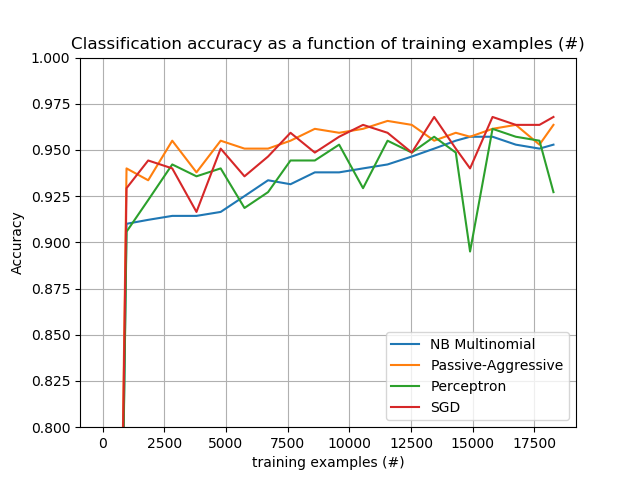 Classification accuracy as a function of training examples (#)
1.000
0.975
0.950
0.925
0.900
0.875
0.850
0.825
0.800
Accuracy
NB Multinomial
Passive-Aggressive
Perceptron
SGD
0 2500 5000 7500 10000 12500 15000 17500
training examples (#)